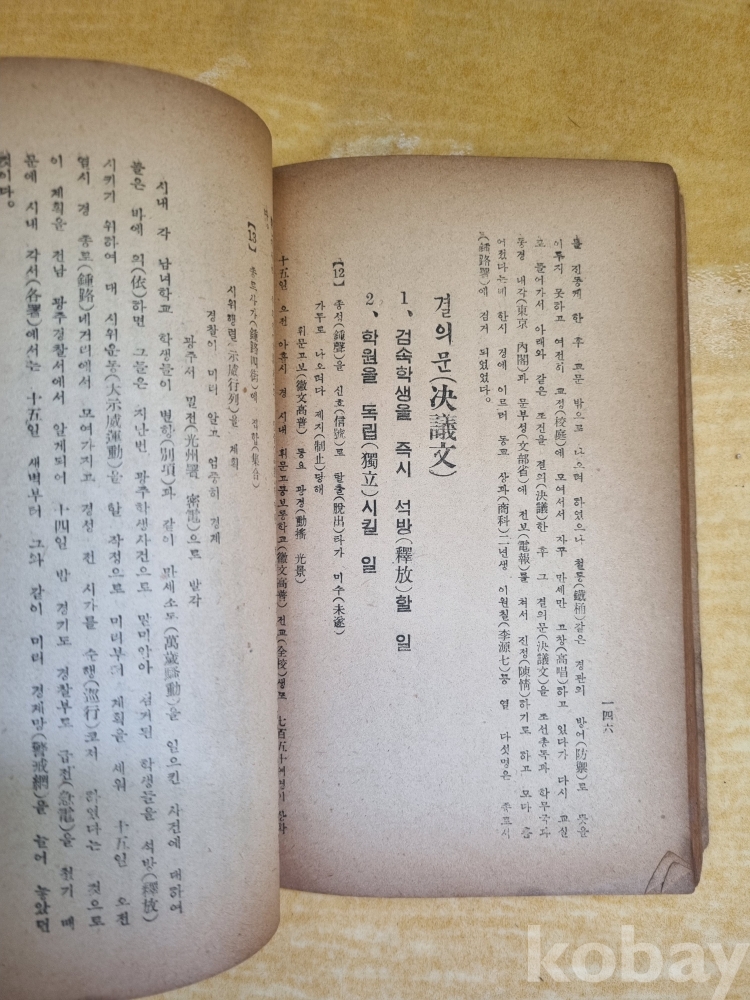 를 진동케 한 후 교문 밖으로 나오려 하였으나 철통(鐵桶)같은 경관의 방어(防禦)로 뜻을
이루지 못하고 여전히 교정(校庭)에 모여서서 자꾸 만세만 고창(高唱)하고 있다가 다시 교실
로 들어가서 아래와 같은 조건을 결의(決議)한 후 그 결의문(決議文)을 조선총독과 학무국과
동경 내각(東京 內閣)과 문부성(文部省)에 전보(電報)를 쳐서 진정(陳情)하기로 하고
어졌다는데 한시 경에 이르러 동교 상과(商科)二년생 이원칠(李源七)등 열 다섯명은
(鍾路署)에 검거 되었었다.
결의문(決議文)
1、검속학생을 즉시 석방(釋放)할 일
2、학원을 독립(獨立)시킬 일
【12】 종성(鍾聲)을 신호(信號)로 탈출(脫出)타가 미수(未遂)
가두로 나오려다 제지(制止)당해
휘문고보(徽文高普) 동요 광경(動搖 光景)
十五일 오전 아홉시 경 시내 휘문고등보통학교(徽文高普) 전교(全校)생도 七百五十여명이
一四六
【13】 종로사가(鍾路四街)에 집합(集合)
시위행렬(示威行列)을 계획
경찰이 미리 알고 엄중히 경계
광주서 밀전(光州署 密電)으로 발각
시내 각 남녀학교 학생들이 별항(別項)과 같이 만세소동(萬歲騷動)을 일으킨 사건에 대하여
들은 바에 의(依)하면 그들은 지난번 광주학생사건으로 말미암아 검거된 학생들을 석방(釋放)
시키기 위하여 대 시위운동(大示威運動)을 할 작정으로 미리부터 계획을 세워 十五일 오전
열시 경 종로(鍾路)네거리에서 모여가지고 경성 전 시가를 순행(巡行)코저 하였다는 것으로
이 계획을 전남 광주경찰서에서 알게되어 十四일 밤 경기도 경찰부로 급전(急電)을 쳤기 때
문에 시내 각서(各署)에서는 十五일 새벽부터 그와 같이 미리 경계망(警戒網)을 늘어 놓았던
것이다。
kobay